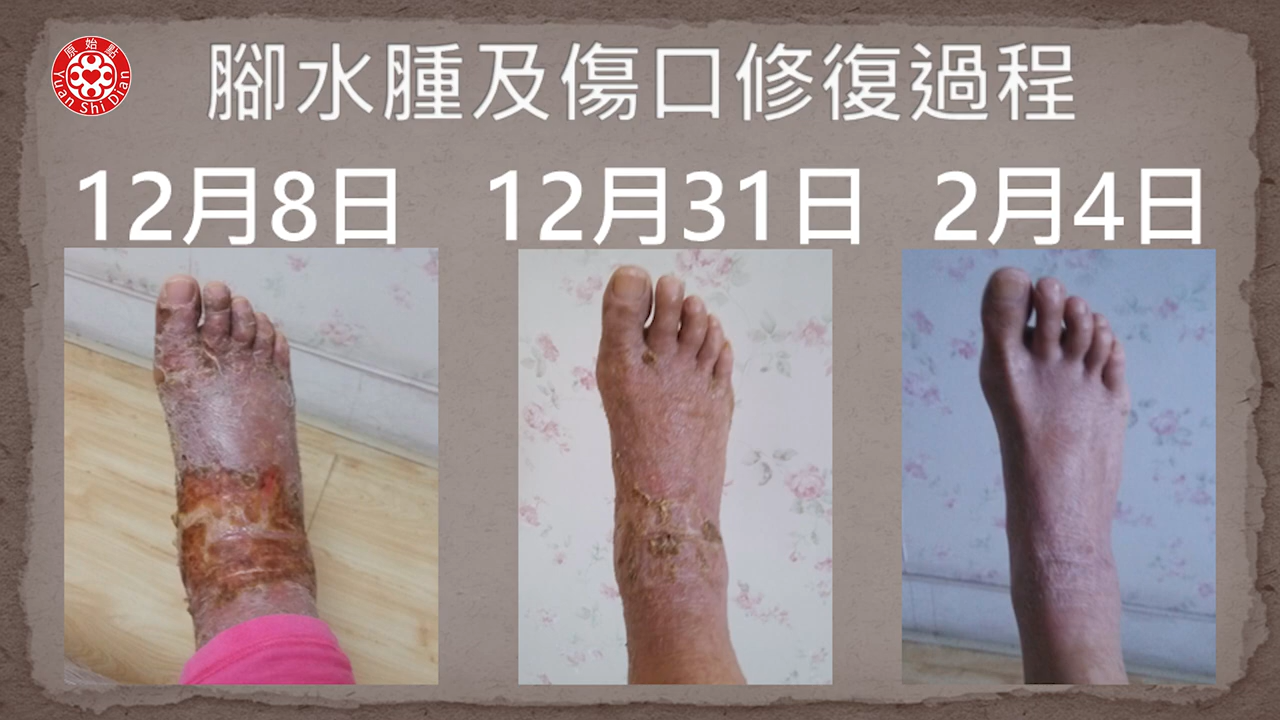 原始點
Yuan Shi Dian
腳水腫及傷口修復過程
12月8日
12月31日
2月4日